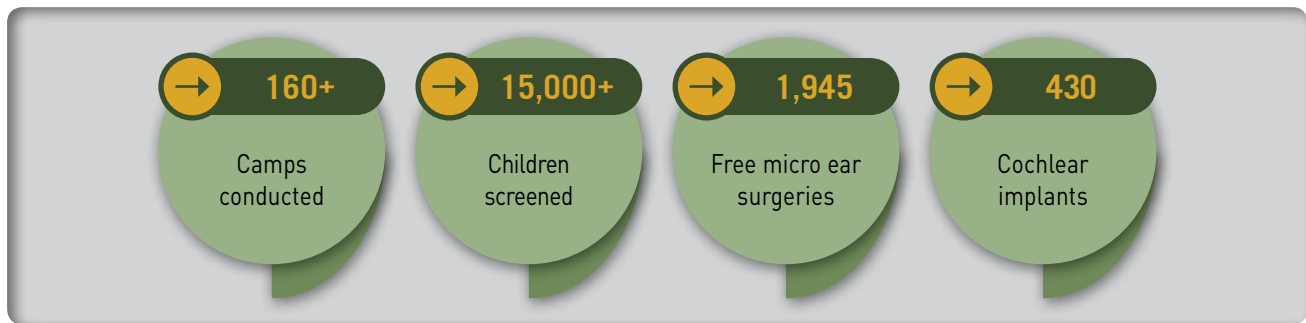 160+
Camps
conducted
15,000+
Children
screened
1,945
Free micro ear
surgeries
430
Cochlear
implants